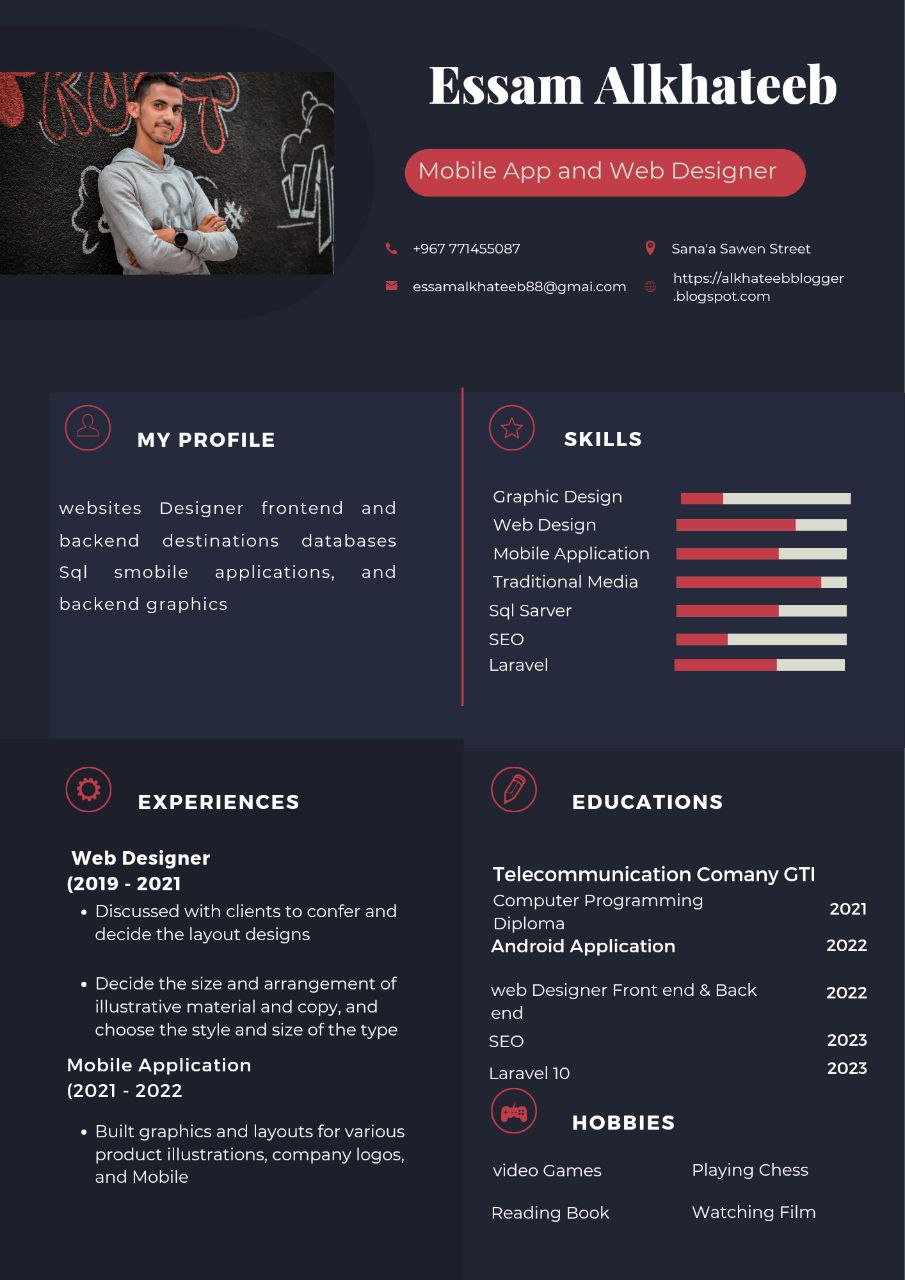 Essam Alkhateeb
Mobile App and Web Designer
+967 771455087
Sana'a Sawen Street
essamalkhateeb88@gmai.com
https://alkhateebblogger
.blogspot.com
MY PROFILE
websites Designer frontend and
backend destinations databases
Sql smobile applications, and
backend graphics
SKILLS
Graphic Design
Web Design
Mobile Application
Traditional Media
Sql Sarver
SEO
Laravel
EXPERIENCES
Web Designer
(2019 - 2021
• Discussed with clients to confer and
decide the layout designs
• Decide the size and arrangement of
illustrative material and copy, and
choose the style and size of the type
Mobile Application
(2021 - 2022
• Built graphics and layouts for various
product illustrations, company logos,
and Mobile
EDUCATIONS
Telecommunication Comany GTI
Computer Programming
Diploma
2021
Android Application 2022
web Designer Front end & Back
end
2022
SEO 2023
Laravel 10 2023
HOBBIES
video Games
Playing Chess
Reading Book
Watching Film